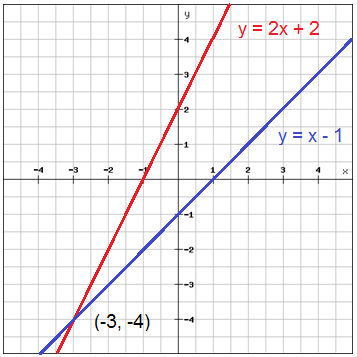 y
y = 2x + 2
4
3
2
y = x - 1
1
-4 -3 -2 -1 1 2 3 4 x
-1
-2
-3
-4
(-3, -4)